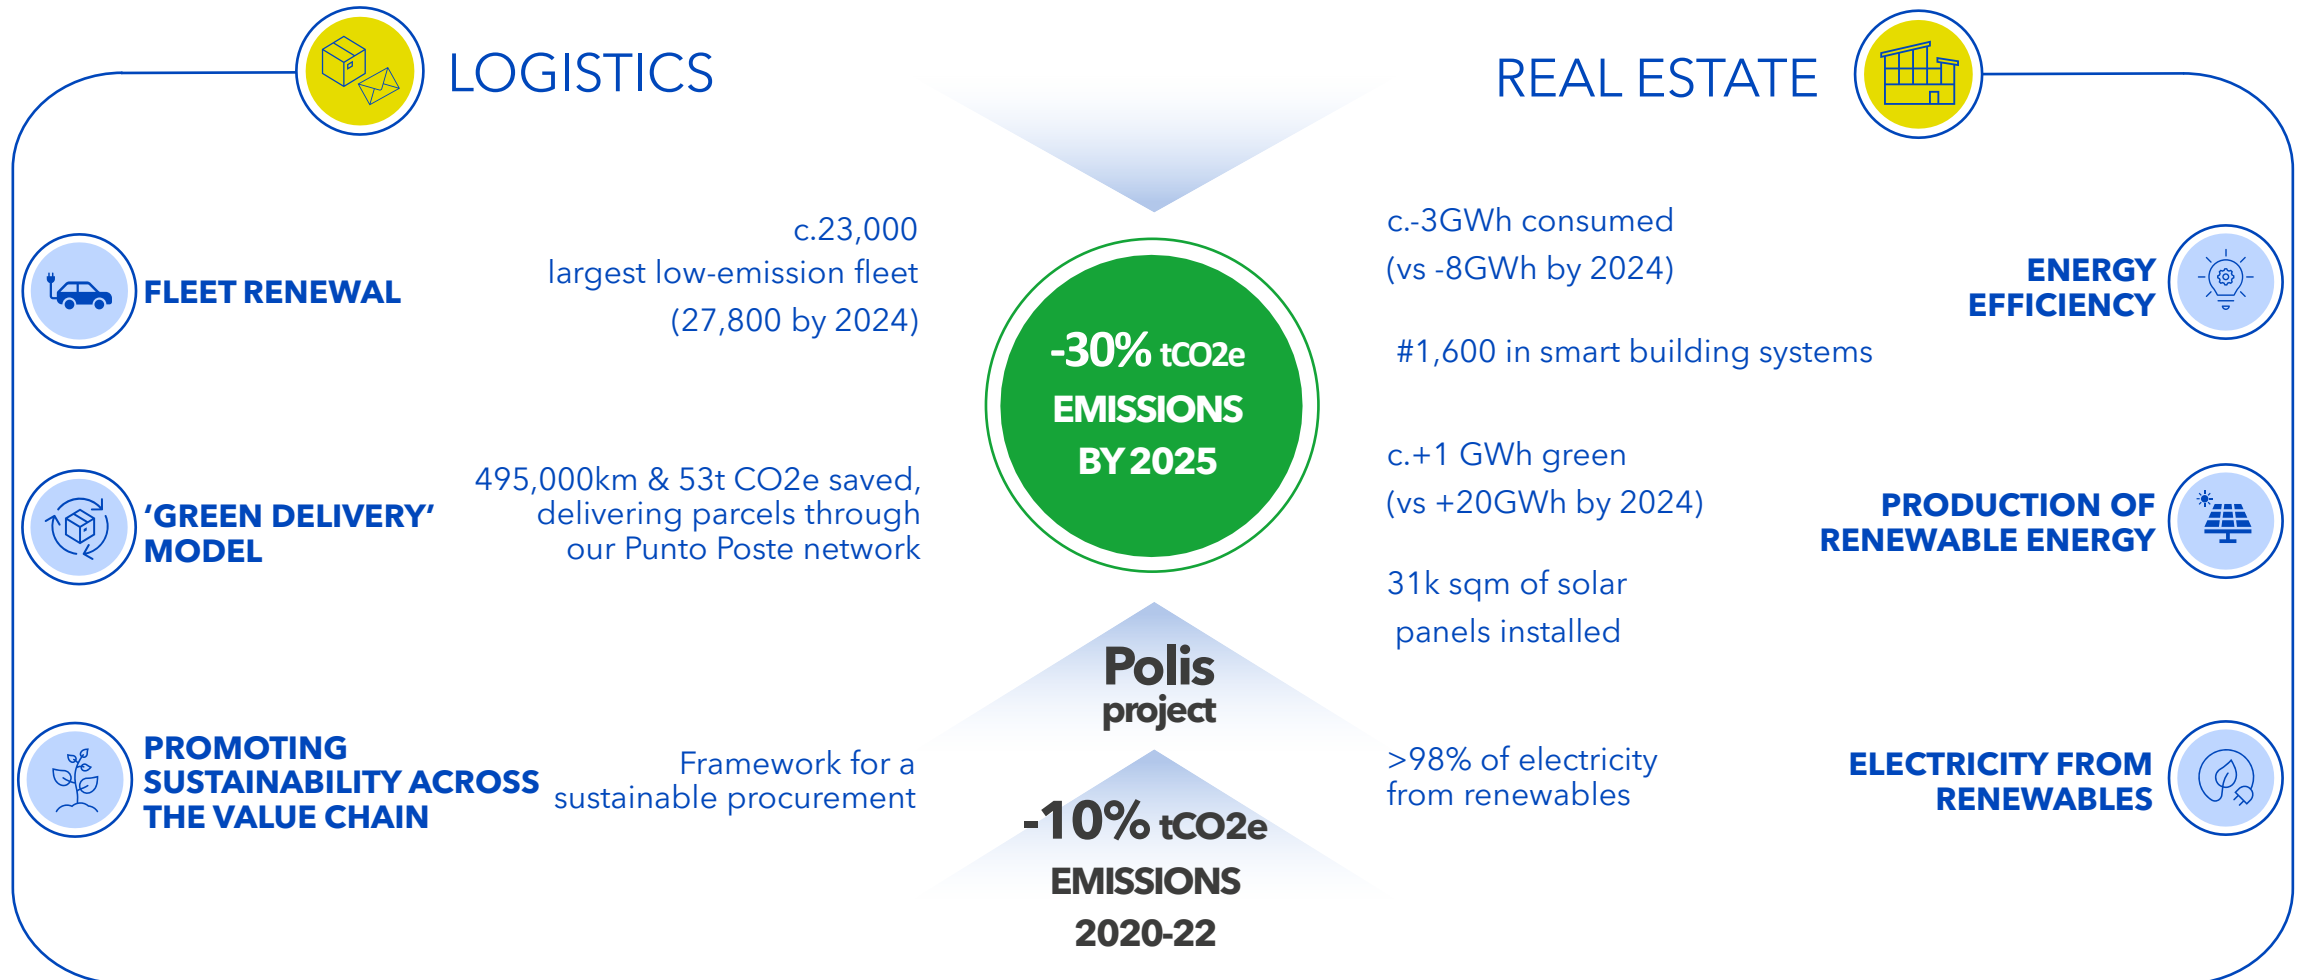 LOGISTICS
FLEET RENEWAL
c.23,000
largest low-emission fleet
(27,800 by 2024)
‘GREEN DELIVERY’
MODEL
495,000km & 53t CO2e saved,
delivering parcels through
our Punto Poste network
PROMOTING
SUSTAINABILITY ACROSS
THE VALUE CHAIN
Framework for a
sustainable procurement
-30% tCO2e
EMISSIONS
BY 2025
Polis
project
-10% tCO2e
EMISSIONS
2020-22
REAL ESTATE
c.-3GWh consumed
(vs -8GWh by 2024)
#1,600 in smart building systems
ENERGY
EFFICIENCY
c.+1 GWh green
(vs +20GWh by 2024)
31k sqm of solar
panels installed
PRODUCTION OF
RENEWABLE ENERGY
>98% of electricity
from renewables
ELECTRICITY FROM
RENEWABLES